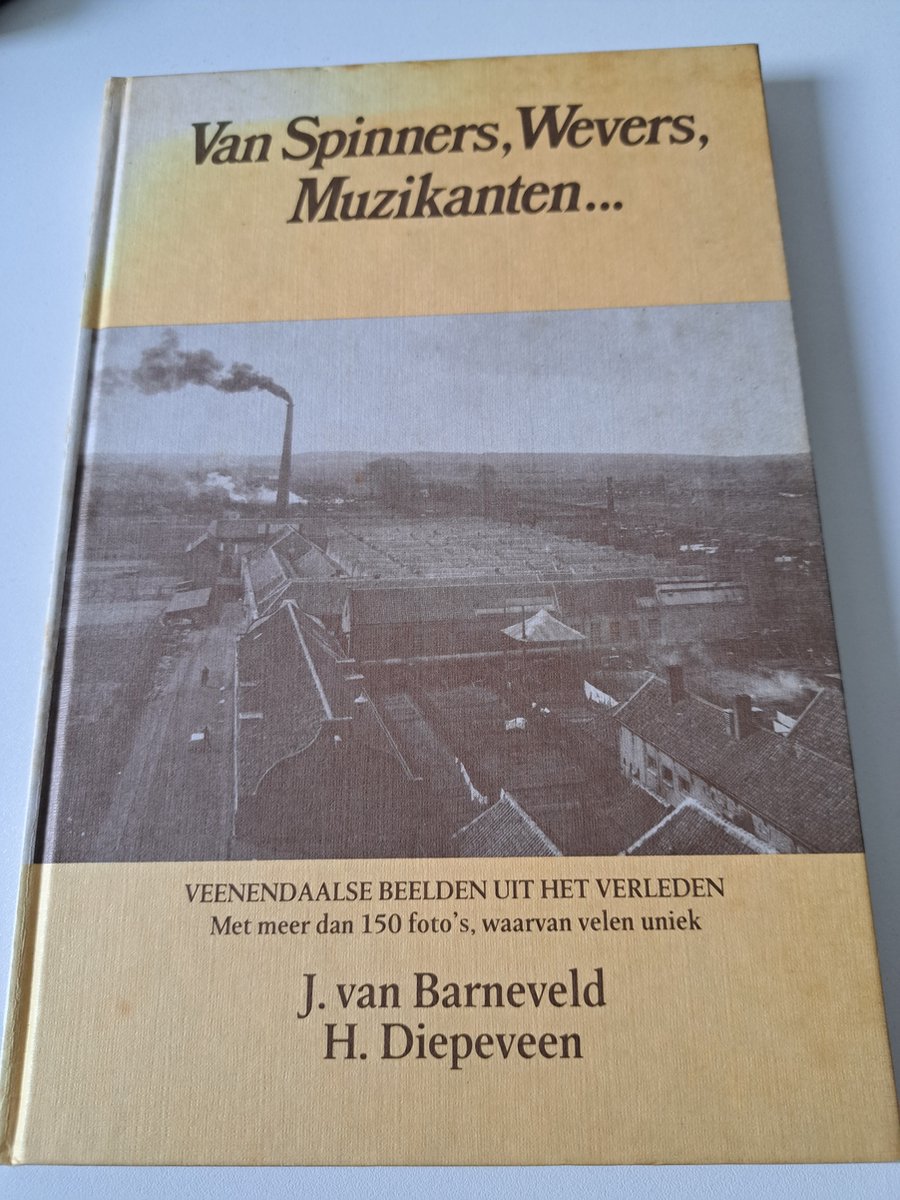 Van Spinners, Wevers,
Muzikanten...
VEENENDAALSE BEELDEN UIT HET VERLEDEN
Met meer dan 150 foto's, waarvan velen uniek
J. van Barneveld
H. Diepeveen